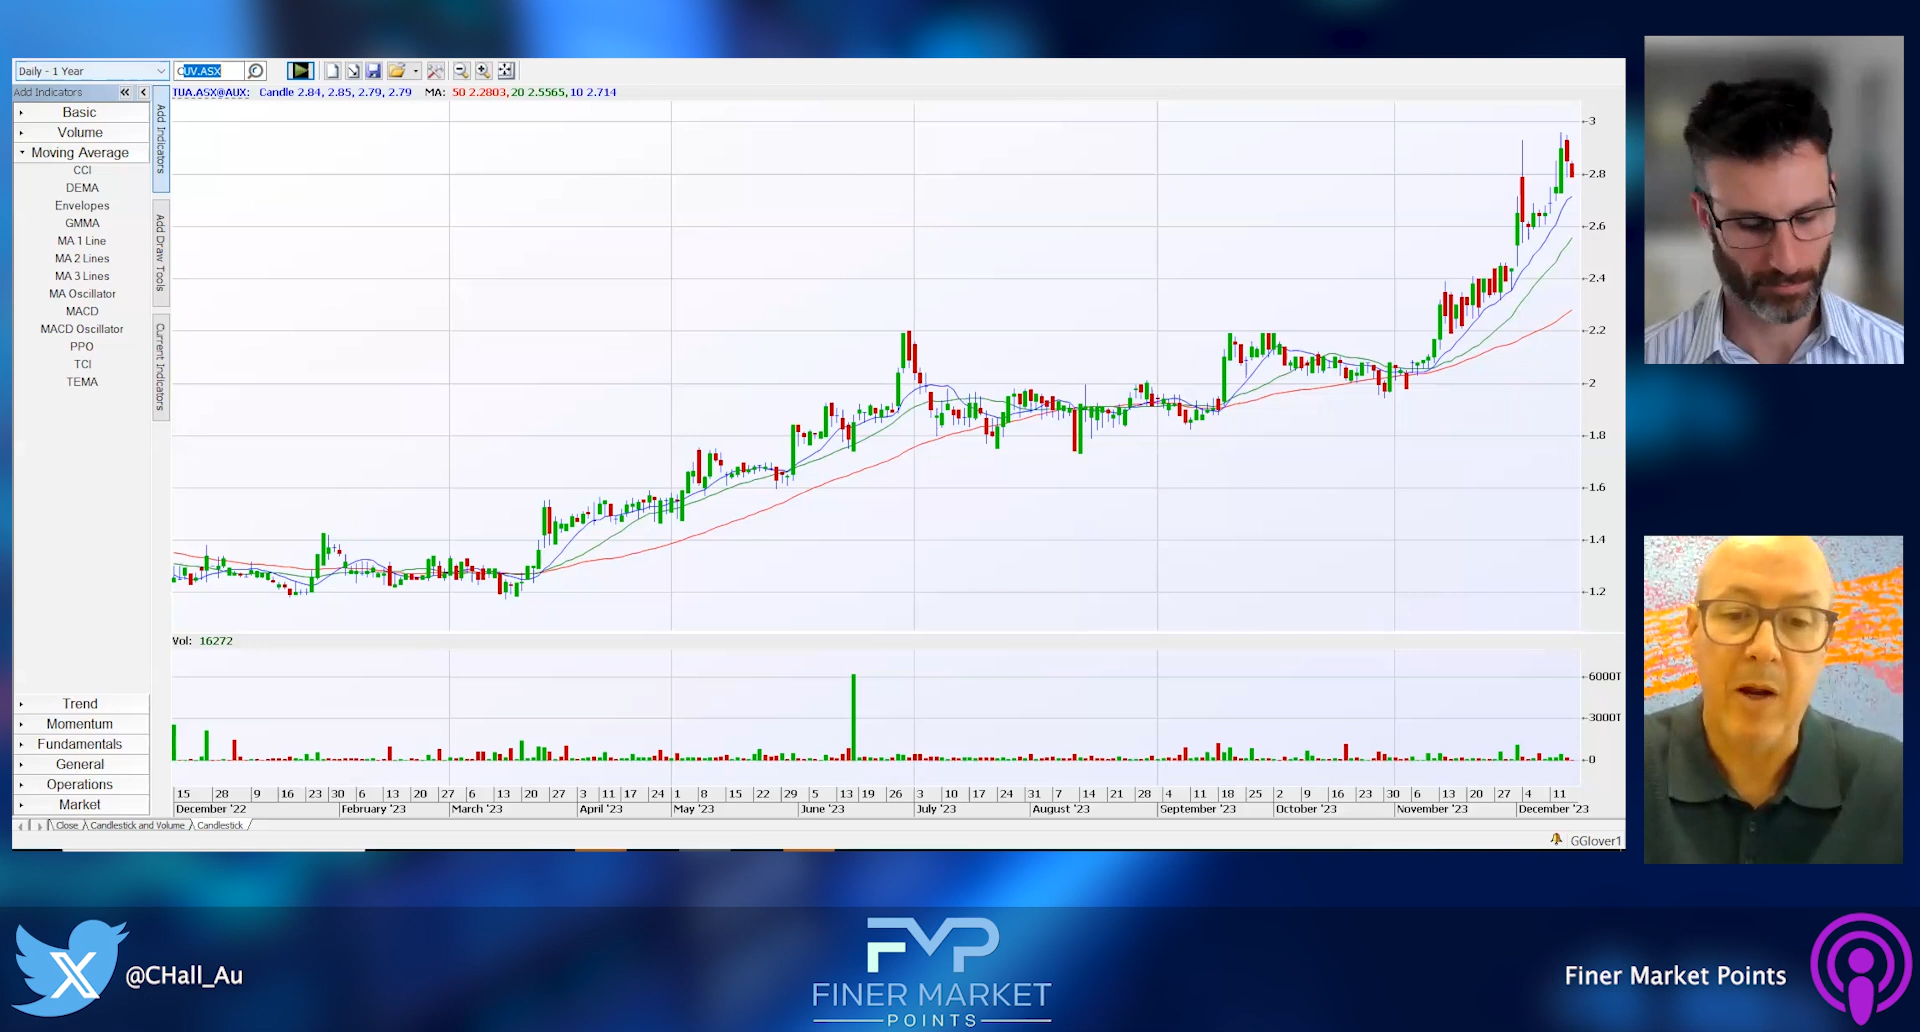 Daily - 1 Year
CUV.ASX
Add Indicators
Basic
Volume
Moving Average
CCI
DEMA
Envelopes
GMMA
MA 1 Line
MA 2 Lines
MA 3 Lines
MA Oscillator
MACD
MACD Oscillator
PPO
TCI
TEMA
Trend
Momentum
Fundamentals
General
Operations
Market
Add Indicators
Add Draw Tools
Current Indicators
TUA.ASX@AUX: Candle 2.84, 2.85, 2.79, 2.79 MA: 50 2.2803, 20 2.5565, 10 2.714
3
2.8
2.6
2.4
2.2
2
1.8
1.6
1.4
1.2
Vol: 16272
6000T
3000T
0
15 28 9 16 23 30 6 13 20 27 6 13 20 27 3 11 17 24 1 8 15 22 29 5 13 19 26 3 10 17 24 31 7 14 21 28 4 11 18 25 2 9 16 23 30 6 13 20 27 4 11
December '22 February '23 March '23 April '23 May '23 June '23 July '23 August '23 September '23 October '23 November '23 December '23
Close Candlestick and Volume Candlestick
GGlover1
X @CHall_Au
FMP
FINER MARKET
POINTS
Finer Market Points